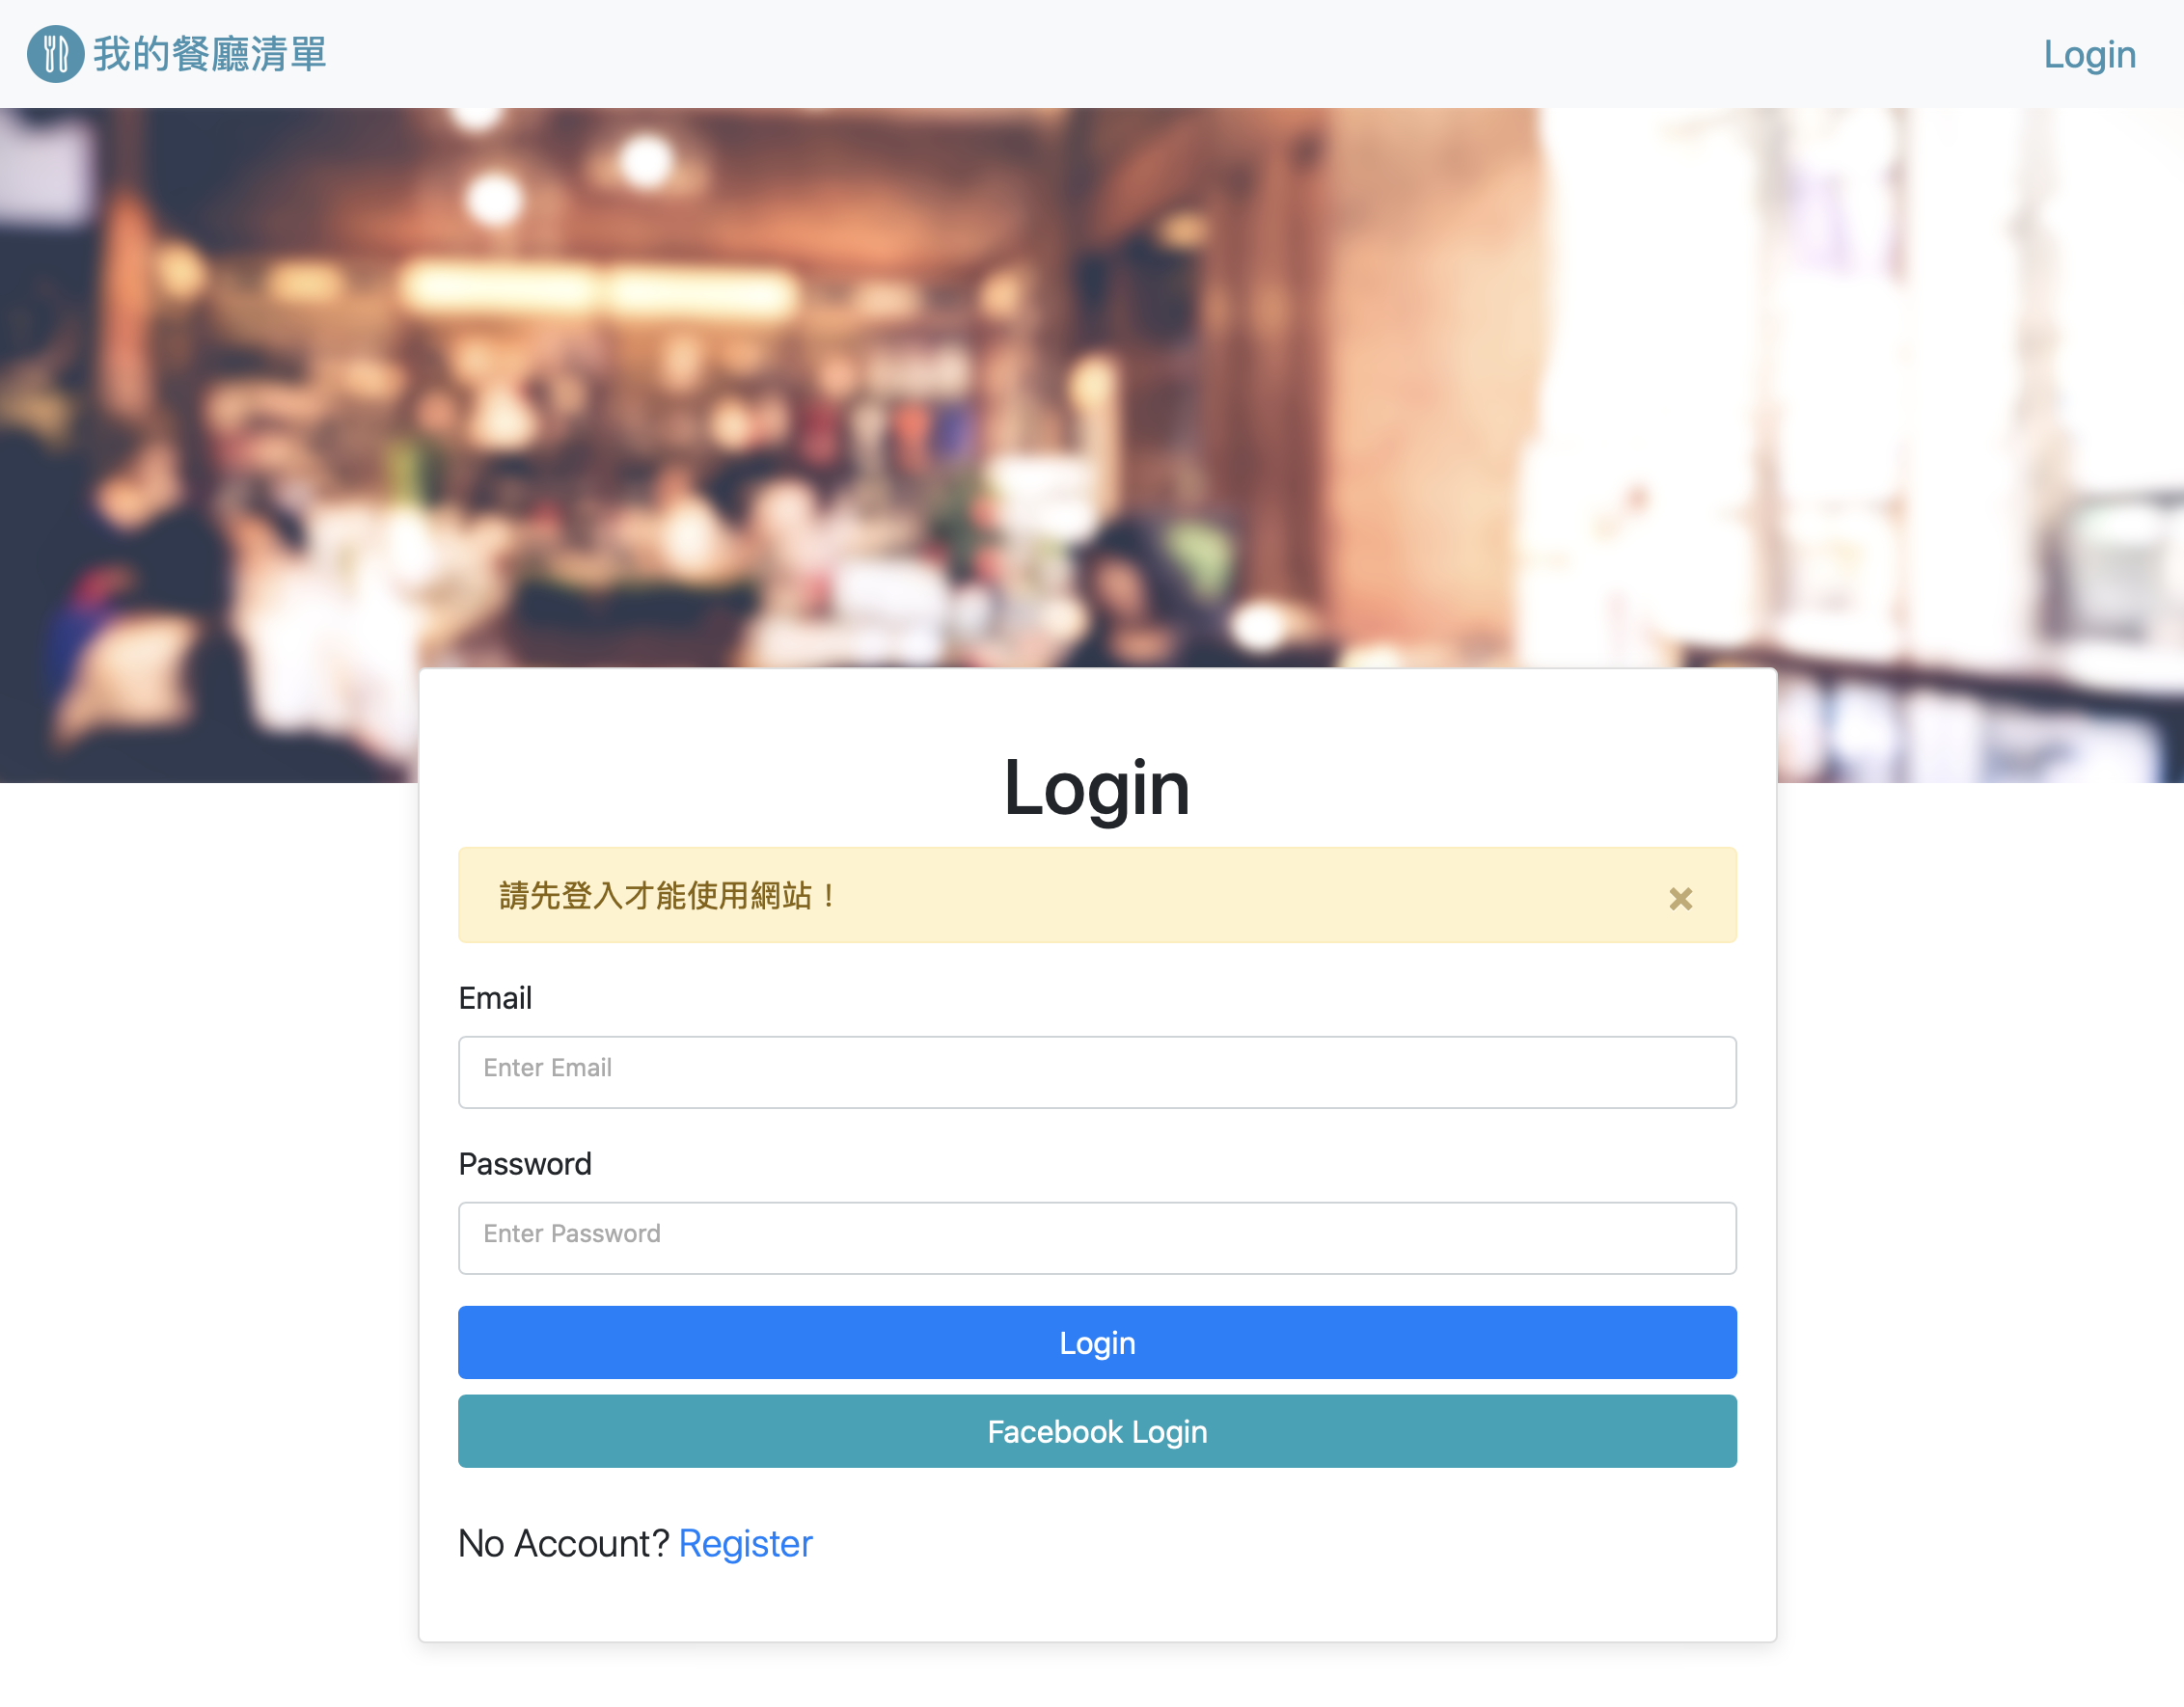 我的餐廳清單
Login
Login
請先登入才能使用網站！
×
Email
Enter Email
Password
Enter Password
Login
Facebook Login
No Account? Register